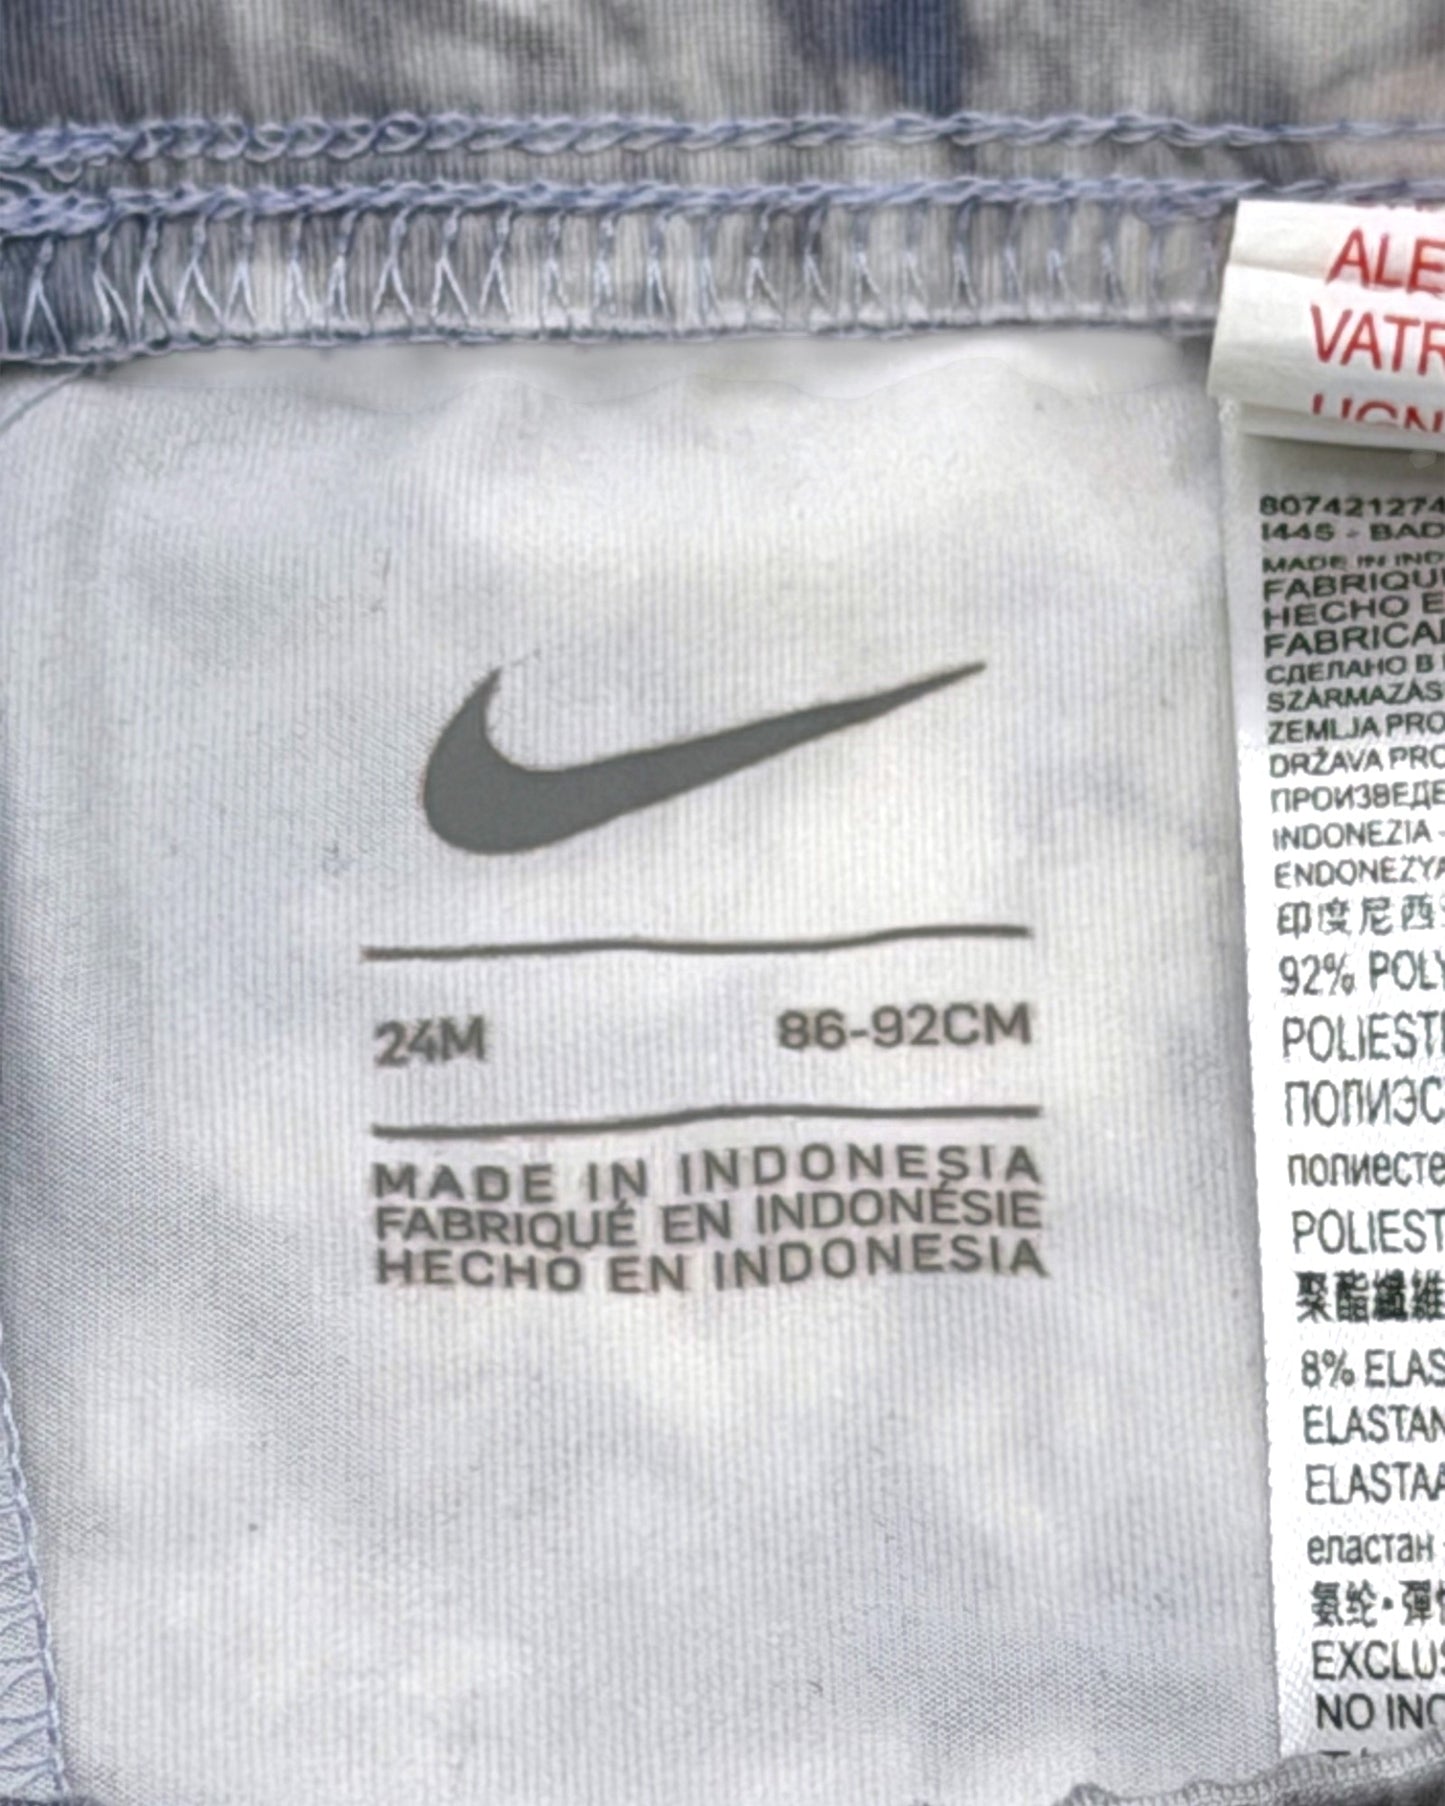 24M 86-92CM
MADE IN INDONESIA
FABRIQUÉ EN INDONÉSIE
HECHO EN INDONESIA
ALE
VATR
UGN
807421274
I445 - BAD
MADE IN IND
FABRIQU
HECHO E
FABRICA
СДЕЛАНО В
SZÁRMAZÁS
ZEMLJA PRO
DRŽAVA PRO
ПРОИЗВЕДЕ
INDONEZIA -
ENDONEZYA
印度尼西
92% POLY
POLIEST
ПОЛИЭС
полиесте
POLIEST
聚酯纖維
8% ELAS
ELASTAN
ELASTAA
еластан
氨纶•彈
EXCLUS
NO INC